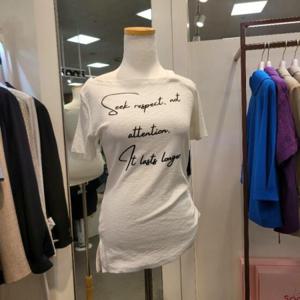 Seek respect, not
attention.
It lasts longer